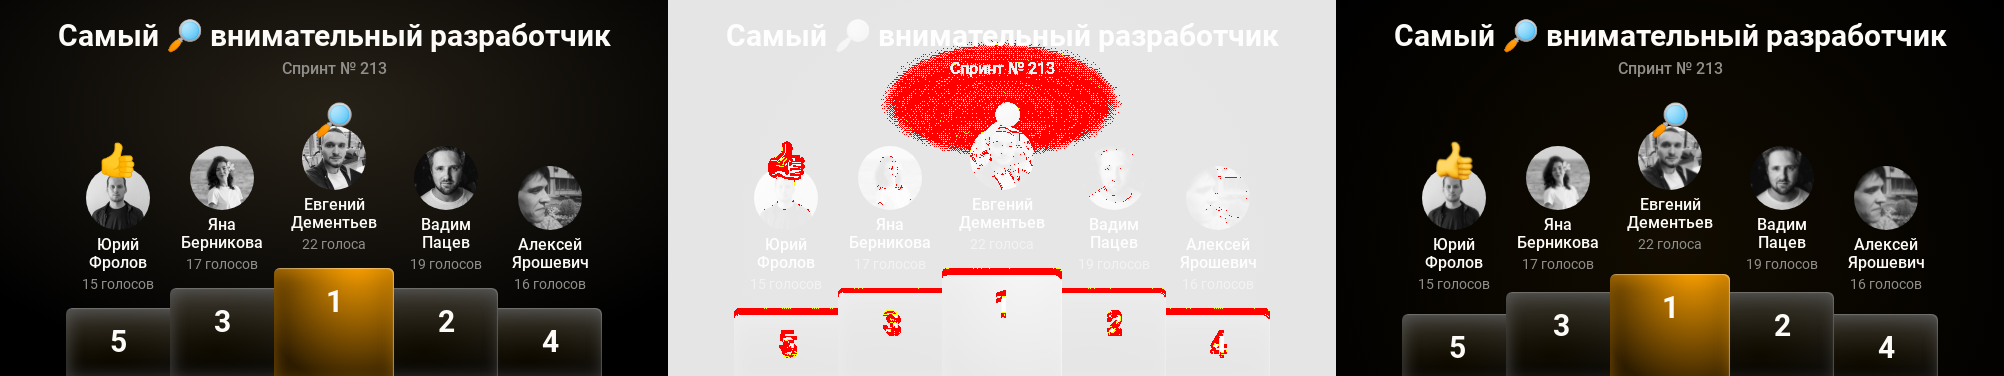 Самый 🔎 внимательный разработчик
Спринт № 213
Юрий
Фролов
15 голосов
Яна
Берникова
17 голосов
Евгений
Дементьев
22 голоса
Вадим
Пацев
19 голосов
Алексей
Ярошевич
16 голосов
5
3
1
2
4
Самый 🔎 внимательный разработчик
Спринт № 213
Юрий
Фролов
15 голосов
Яна
Берникова
17 голосов
Евгений
Дементьев
22 голоса
Вадим
Пацев
19 голосов
Алексей
Ярошевич
16 голосов
5
3
1
2
4
Самый 🔎 внимательный разработчик
Спринт № 213
Юрий
Фролов
15 голосов
Яна
Берникова
17 голосов
Евгений
Дементьев
22 голоса
Вадим
Пацев
19 голосов
Алексей
Ярошевич
16 голосов
5
3
1
2
4